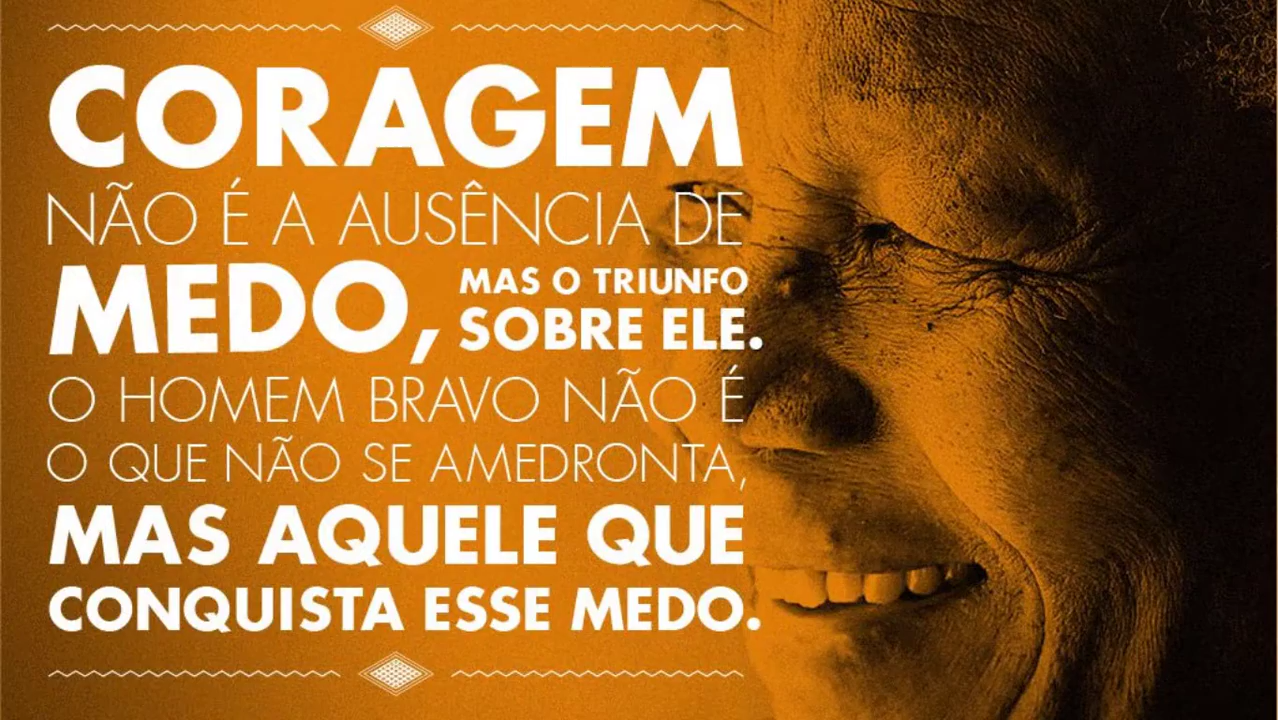 CORAGEM
NÃO É A AUSÊNCIA DE
MEDO, MAS O TRIUNFO
SOBRE ELE.
O HOMEM BRAVO NÃO É
O QUE NÃO SE AMEDRONTA,
MAS AQUELE QUE
CONQUISTA ESSE MEDO.